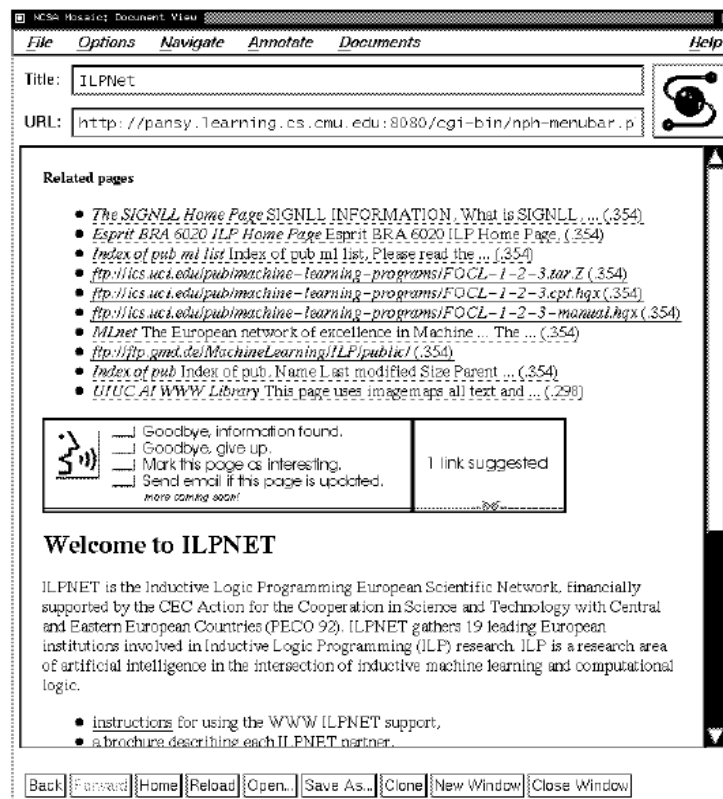 NCSA Mosaic: Document View
File Options Navigate Annotate Documents Help
Title: ILPNet
URL: http://pansy.learning.cs.cmu.edu:8080/cgi-bin/nph-menubar.p
Related pages
The SIGNLL Home Page SIGNLL INFORMATION, What is SIGNLL, ... (.354)
Esprit BRA 6020 ILP Home Page Esprit BRA 6020 ILP Home Page, (.354)
Index of pub ml list Index of pub ml list, Please read the ... (.354)
ftp://ics.uci.edu/pub/machine-learning-programs/FOCL-1-2-3.tar.Z (.354)
ftp://ics.uci.edu/pub/machine-learning-programs/FOCL-1-2-3.cpt.hqx (.354)
ftp://ics.uci.edu/pub/machine-learning-programs/FOCL-1-2-3-manual.hqx (.354)
MLnet The European network of excellence in Machine ... The ... (.354)
ftp://ftp.gmd.de/MachineLearning/ILP/public/ (.354)
Index of pub Index of pub, Name Last modified Size Parent ... (.354)
UIUC AI WWW Library This page uses imagemaps all text and ... (.298)
Goodbye, information found.
Goodbye, give up.
Mark this page as interesting.
Send email if this page is updated.
more coming soon!
1 link suggested
Welcome to ILPNET
ILPNET is the Inductive Logic Programming European Scientific Network, financially
supported by the CEC Action for the Cooperation in Science and Technology with Central
and Eastern European Countries (PECO 92). ILPNET gathers 19 leading European
institutions involved in Inductive Logic Programming (ILP) research. ILP is a research area
of artificial intelligence in the intersection of inductive machine learning and computational
logic.
instructions for using the WWW ILPNET support,
a brochure describing each ILPNET partner,
Back Forward Home Reload Open... Save As... Clone New Window Close Window